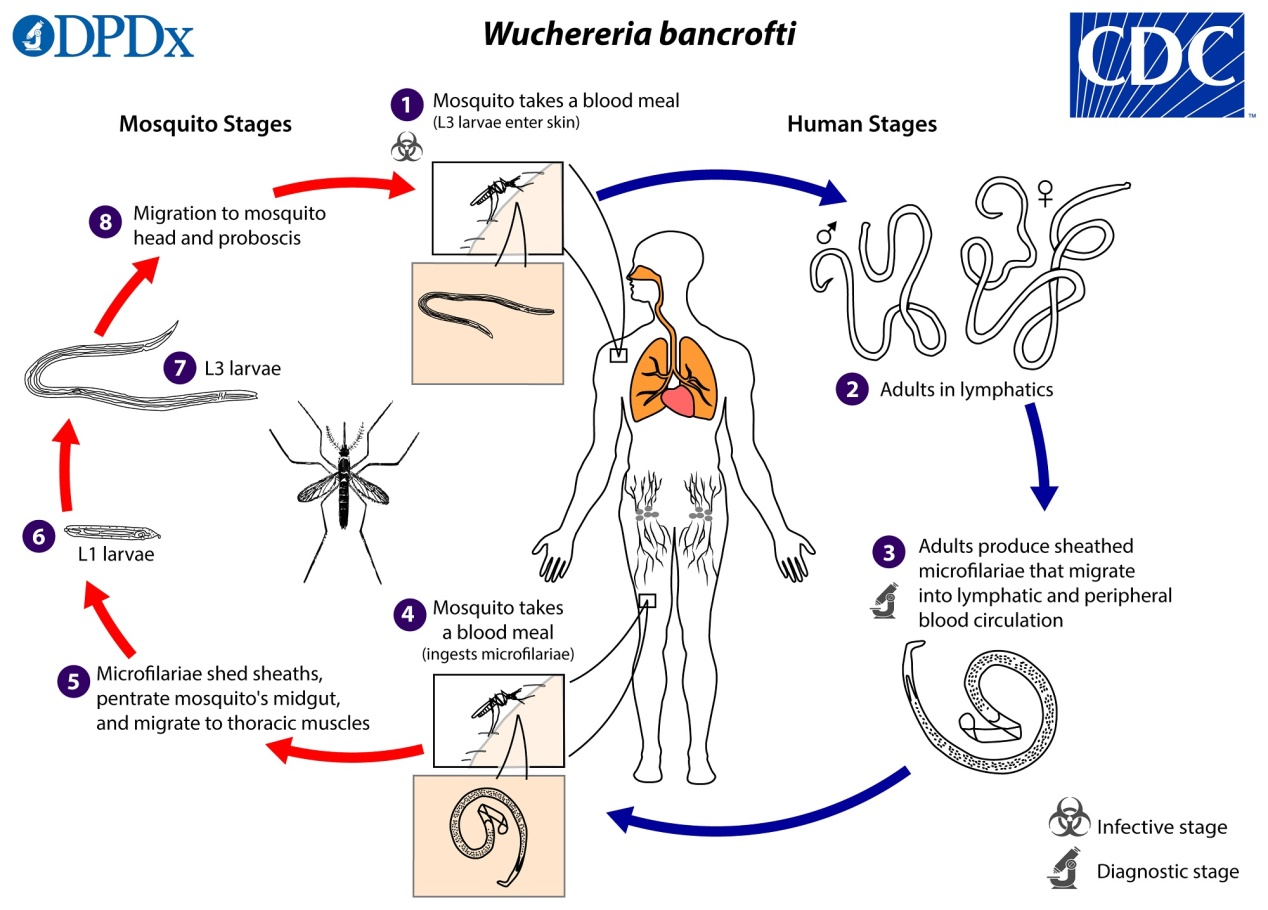 DPDx
Wuchereria bancrofti
CDC
TM
Mosquito Stages
Human Stages
1 Mosquito takes a blood meal
(L3 larvae enter skin)
8 Migration to mosquito
head and proboscis
♂
♀
7 L3 larvae
2 Adults in lymphatics
6
L1 larvae
3 Adults produce sheathed
microfilariae that migrate
into lymphatic and peripheral
blood circulation
4 Mosquito takes
a blood meal
(ingests microfilariae)
5 Microfilariae shed sheaths,
pentrate mosquito's midgut,
and migrate to thoracic muscles
Infective stage
Diagnostic stage